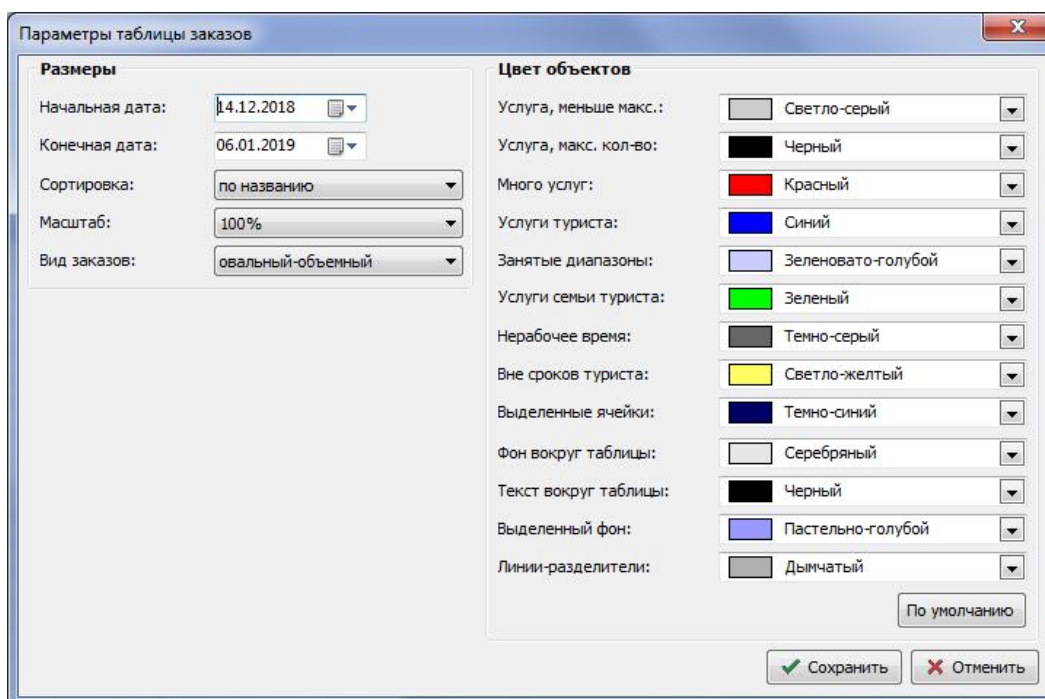 Параметры таблицы заказов
Размеры
Начальная дата: 14.12.2018
Конечная дата: 06.01.2019
Сортировка: по названию
Масштаб: 100%
Вид заказов: овальный-объемный
Цвет объектов
Услуга, меньше макс.: Светло-серый
Услуга, макс. кол-во: Черный
Много услуг: Красный
Услуги туриста: Синий
Занятые диапазоны: Зеленовато-голубой
Услуги семьи туриста: Зеленый
Нерабочее время: Темно-серый
Вне сроков туриста: Светло-желтый
Выделенные ячейки: Темно-синий
Фон вокруг таблицы: Серебряный
Текст вокруг таблицы: Черный
Выделенный фон: Пастельно-голубой
Линии-разделители: Дымчатый
По умолчанию
Сохранить Отменить